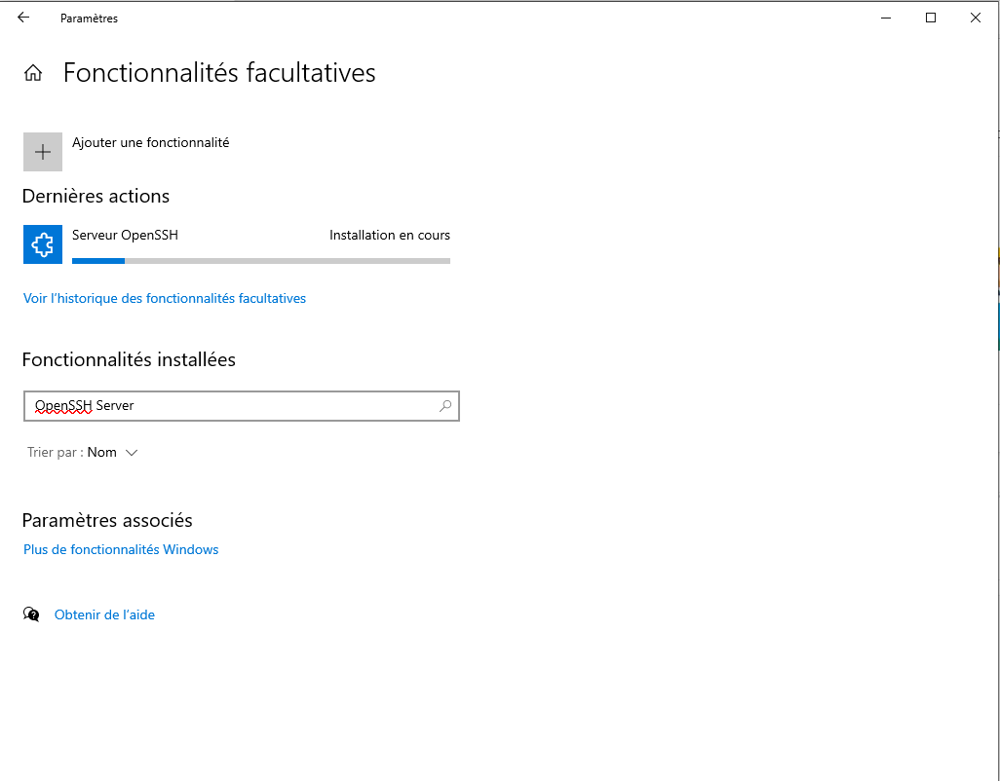 Paramètres
Fonctionnalités facultatives
Ajouter une fonctionnalité
Dernières actions
Serveur OpenSSH Installation en cours
Voir l’historique des fonctionnalités facultatives
Fonctionnalités installées
OpenSSH Server
Trier par : Nom
Paramètres associés
Plus de fonctionnalités Windows
Obtenir de l’aide